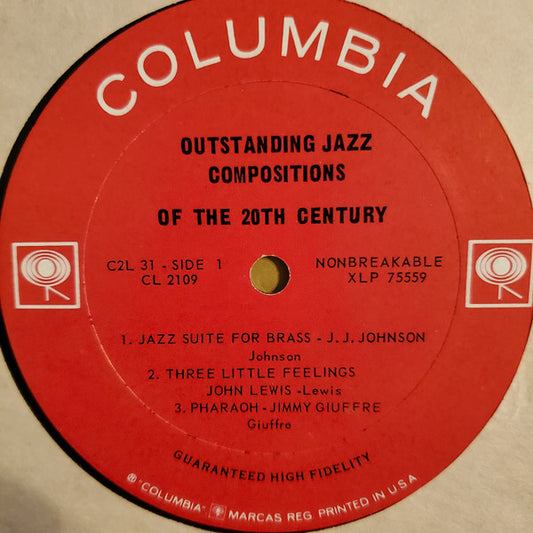 COLUMBIA
OUTSTANDING JAZZ
COMPOSITIONS
OF THE 20TH CENTURY
C2L 31 - SIDE 1
CL 2109
NONBREAKABLE
XLP 75559
1. JAZZ SUITE FOR BRASS - J. J. JOHNSON
Johnson
2. THREE LITTLE FEELINGS
JOHN LEWIS -Lewis
3. PHARAOH - JIMMY GIUFFRE
Giuffre
GUARANTEED HIGH FIDELITY
® "COLUMBIA" MARCAS REG. PRINTED IN U.S.A.